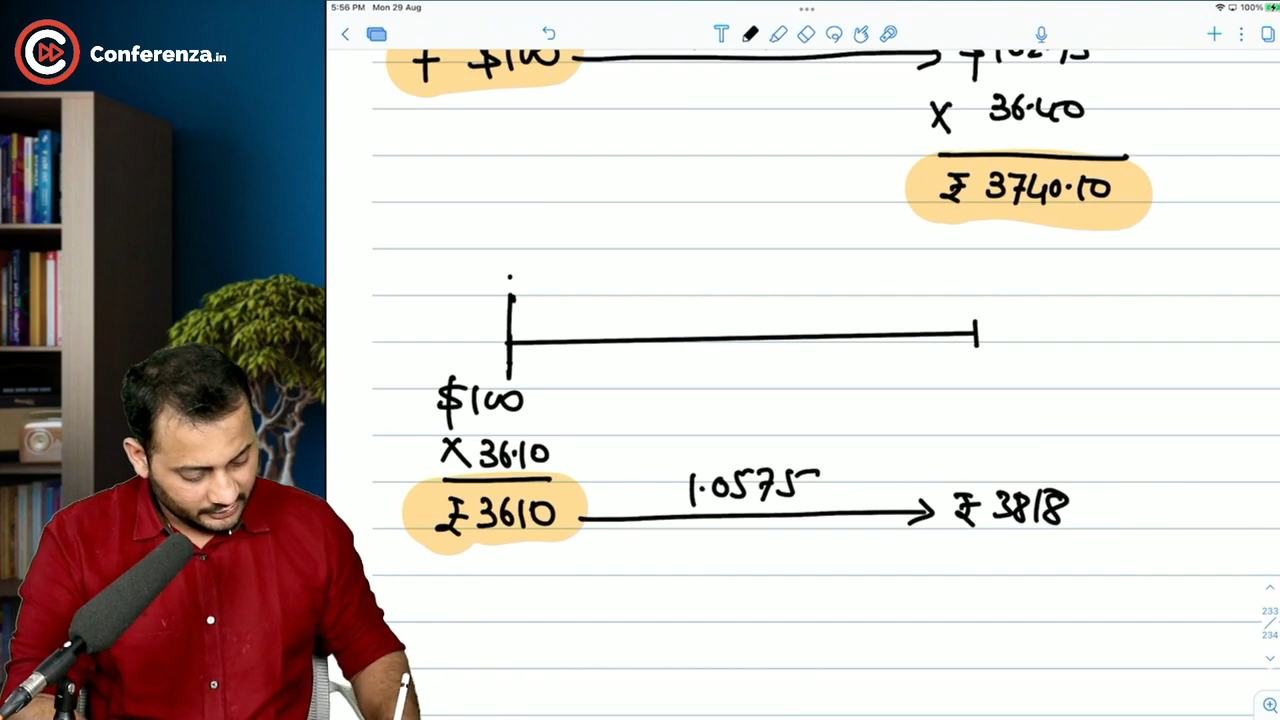 5:56 PM Mon 29 Aug
100%
Conferenza.in
+ $100
X 36.40
₹ 3740.10
$100
X 36.10
₹ 3610 1.0575 ₹ 3818
233
234